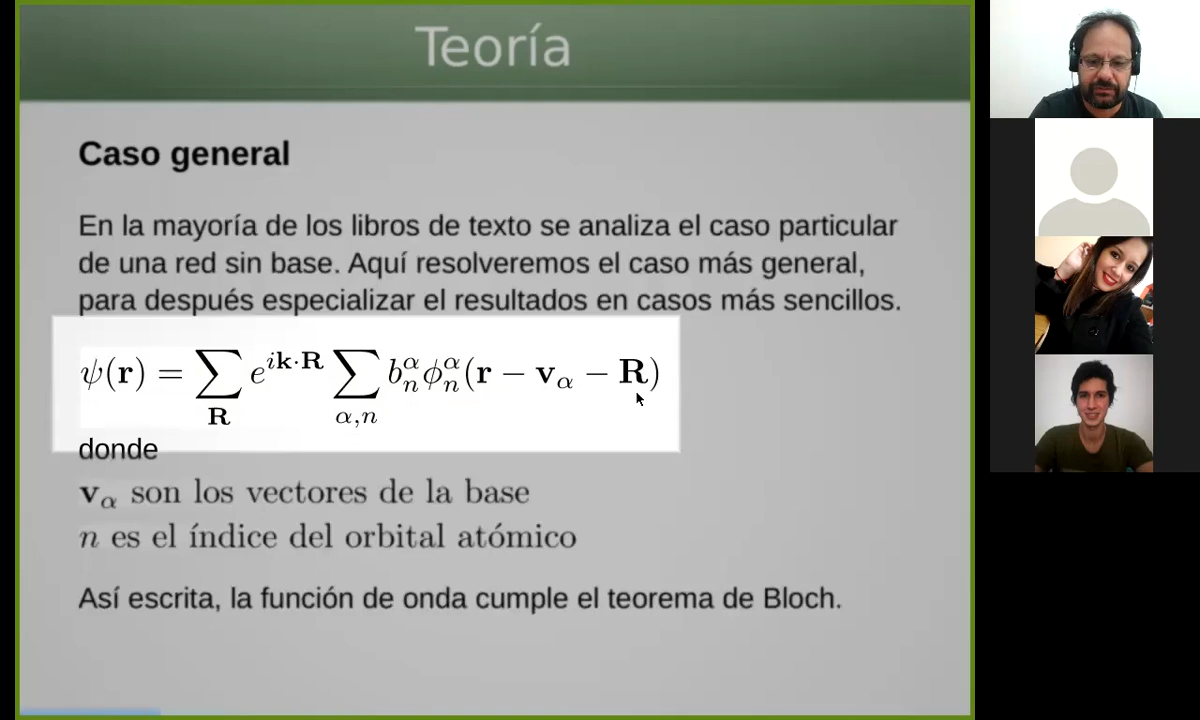 Teoría
Caso general
En la mayoría de los libros de texto se analiza el caso particular
de una red sin base. Aquí resolveremos el caso más general,
para después especializar el resultados en casos más sencillos.
ψ(𝐫) = ∑_𝐑 e^{i𝐤·𝐑} ∑_{α,n} b_n^α ϕ_n^α(𝐫 − 𝐯_α − 𝐑)
donde
𝐯_α son los vectores de la base
n es el índice del orbital atómico
Así escrita, la función de onda cumple el teorema de Bloch.